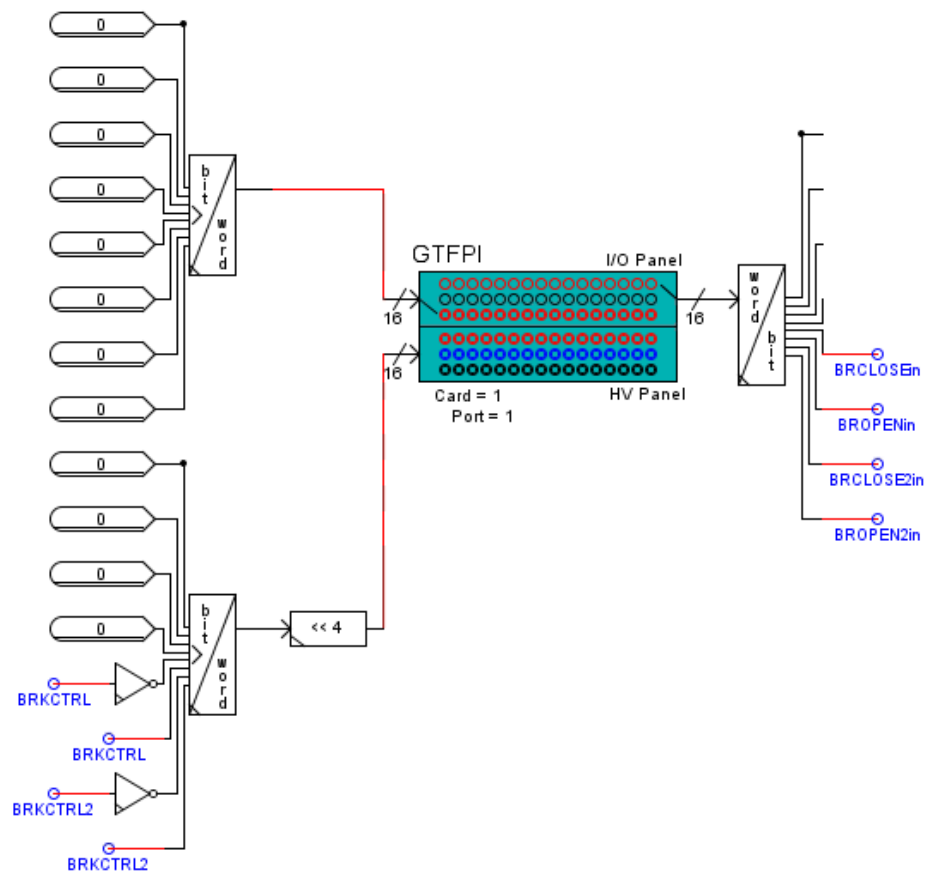 0
0
0
0
0
0
0
0
bit
word
GTFPI
I/O Panel
16
16
16
Card = 1
Port = 1
HV Panel
word
bit
BRCLOSEin
BROPENin
BRCLOSE2in
BROPEN2in
0
0
0
0
bit
word
<< 4
BRKCTRL
BRKCTRL
BRKCTRL2
BRKCTRL2